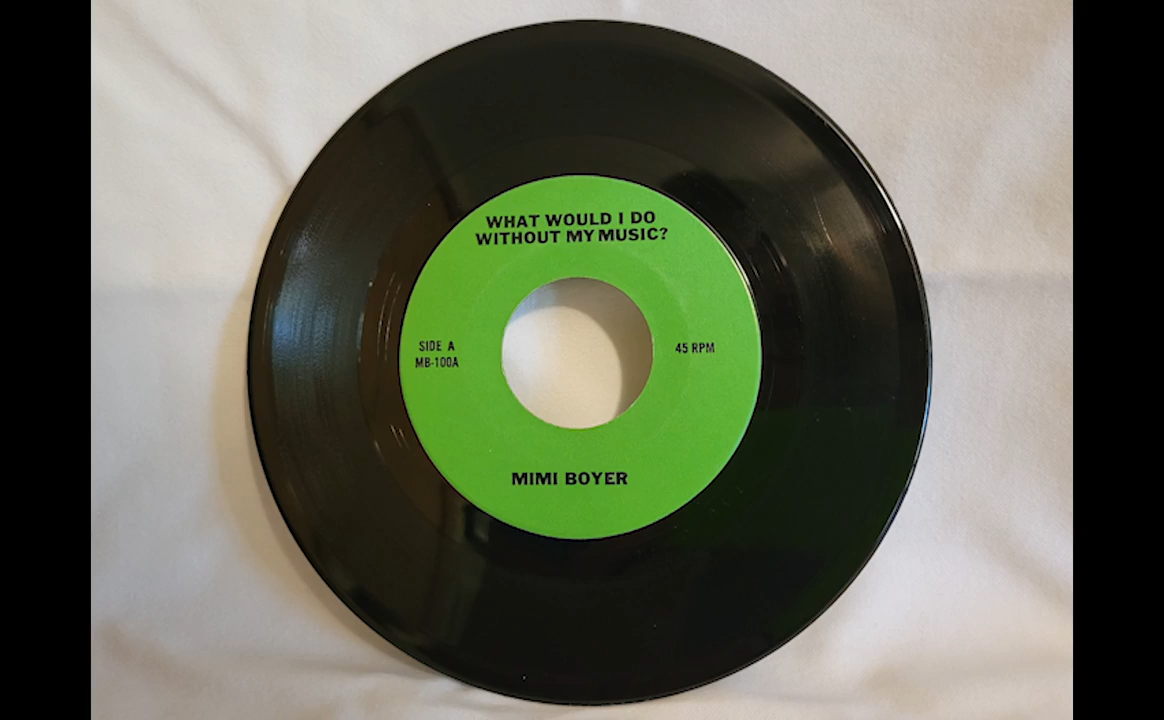 WHAT WOULD I DO
WITHOUT MY MUSIC?
SIDE A
MB-100A
45 RPM
MIMI BOYER